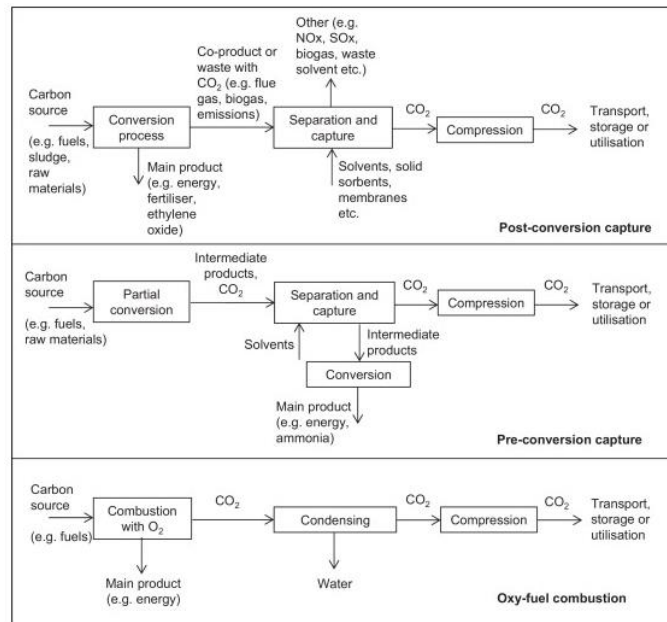 Other (e.g.
NOx, SOx,
biogas, waste
solvent etc.)
Co-product or
waste with
CO₂ (e.g. flue
gas, biogas,
emissions)
Carbon
source
(e.g. fuels,
sludge,
raw
materials)
Conversion
process
Main product
(e.g. energy,
fertiliser,
ethylene
oxide)
Separation and
capture
Solvents, solid
sorbents,
membranes
etc.
CO₂
Compression
CO₂
Transport,
storage or
utilisation
Post-conversion capture
Carbon
source
(e.g. fuels,
raw materials)
Partial
conversion
Intermediate
products,
CO₂
Separation and
capture
Solvents
Intermediate
products
Conversion
Main product
(e.g. energy,
ammonia)
CO₂
Compression
CO₂
Transport,
storage or
utilisation
Pre-conversion capture
Carbon
source
(e.g. fuels)
Combustion
with O₂
Main product
(e.g. energy)
CO₂
Condensing
Water
CO₂
Compression
CO₂
Transport,
storage or
utilisation
Oxy-fuel combustion